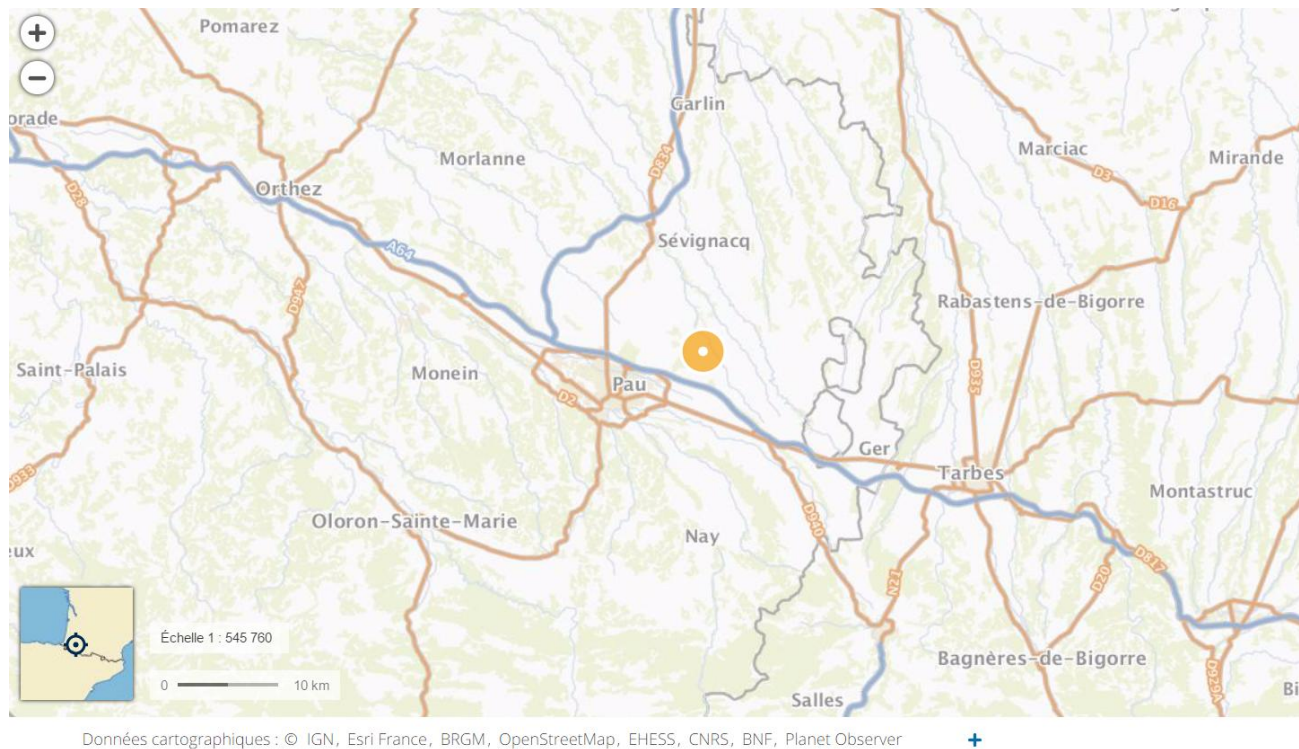 +
Pomarez
−
Garlin
orade
Marciac
Mirande
Morlanne
D834
D3
D28
Orthez
D16
A64
Sévignacq
D947
Rabastens-de-Bigorre
Saint-Palais
Monein
Pau
D935
D2
Ger
D933
Tarbes
Montastruc
Oloron-Sainte-Marie
D940
Nay
eux
D817
N21
D20
Échelle 1 : 545 760
Bagnères-de-Bigorre
D929A
0 10 km
Salles
Bi
Données cartographiques : © IGN, Esri France, BRGM, OpenStreetMap, EHESS, CNRS, BNF, Planet Observer +